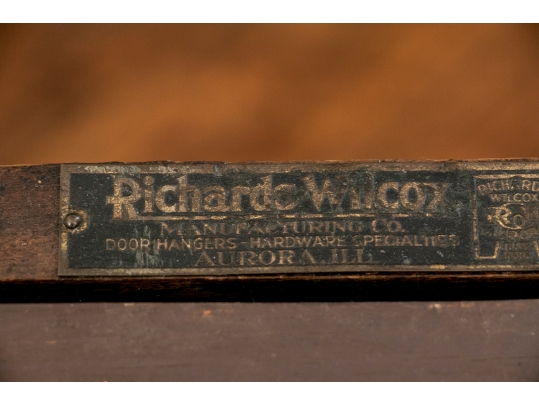 Richards-Wilcox
MANUFACTURING CO.
DOOR HANGERS - HARDWARE SPECIALTIES
AURORA, ILL.
RICHARDS
WILCOX